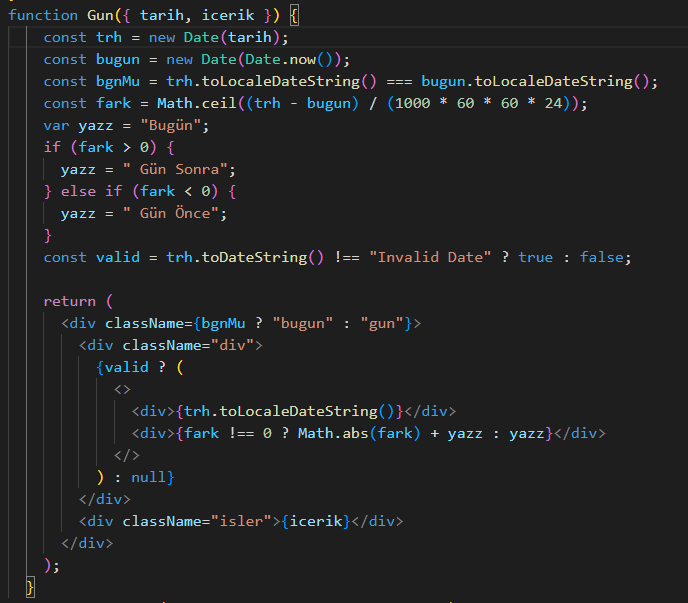 function Gun({ tarih, icerik }) {
const trh = new Date(tarih);
const bugun = new Date(Date.now());
const bgnMu = trh.toLocaleDateString() === bugun.toLocaleDateString();
const fark = Math.ceil((trh - bugun) / (1000 * 60 * 60 * 24));
var yazz = "Bugün";
if (fark > 0) {
yazz = " Gün Sonra";
} else if (fark < 0) {
yazz = " Gün Önce";
}
const valid = trh.toDateString() !== "Invalid Date" ? true : false;
return (
<div className={bgnMu ? "bugun" : "gun"}>
<div className="div">
{valid ? (
<>
<div>{trh.toLocaleDateString()}</div>
<div>{fark !== 0 ? Math.abs(fark) + yazz : yazz}</div>
</>
) : null}
</div>
<div className="isler">{icerik}</div>
</div>
);
}